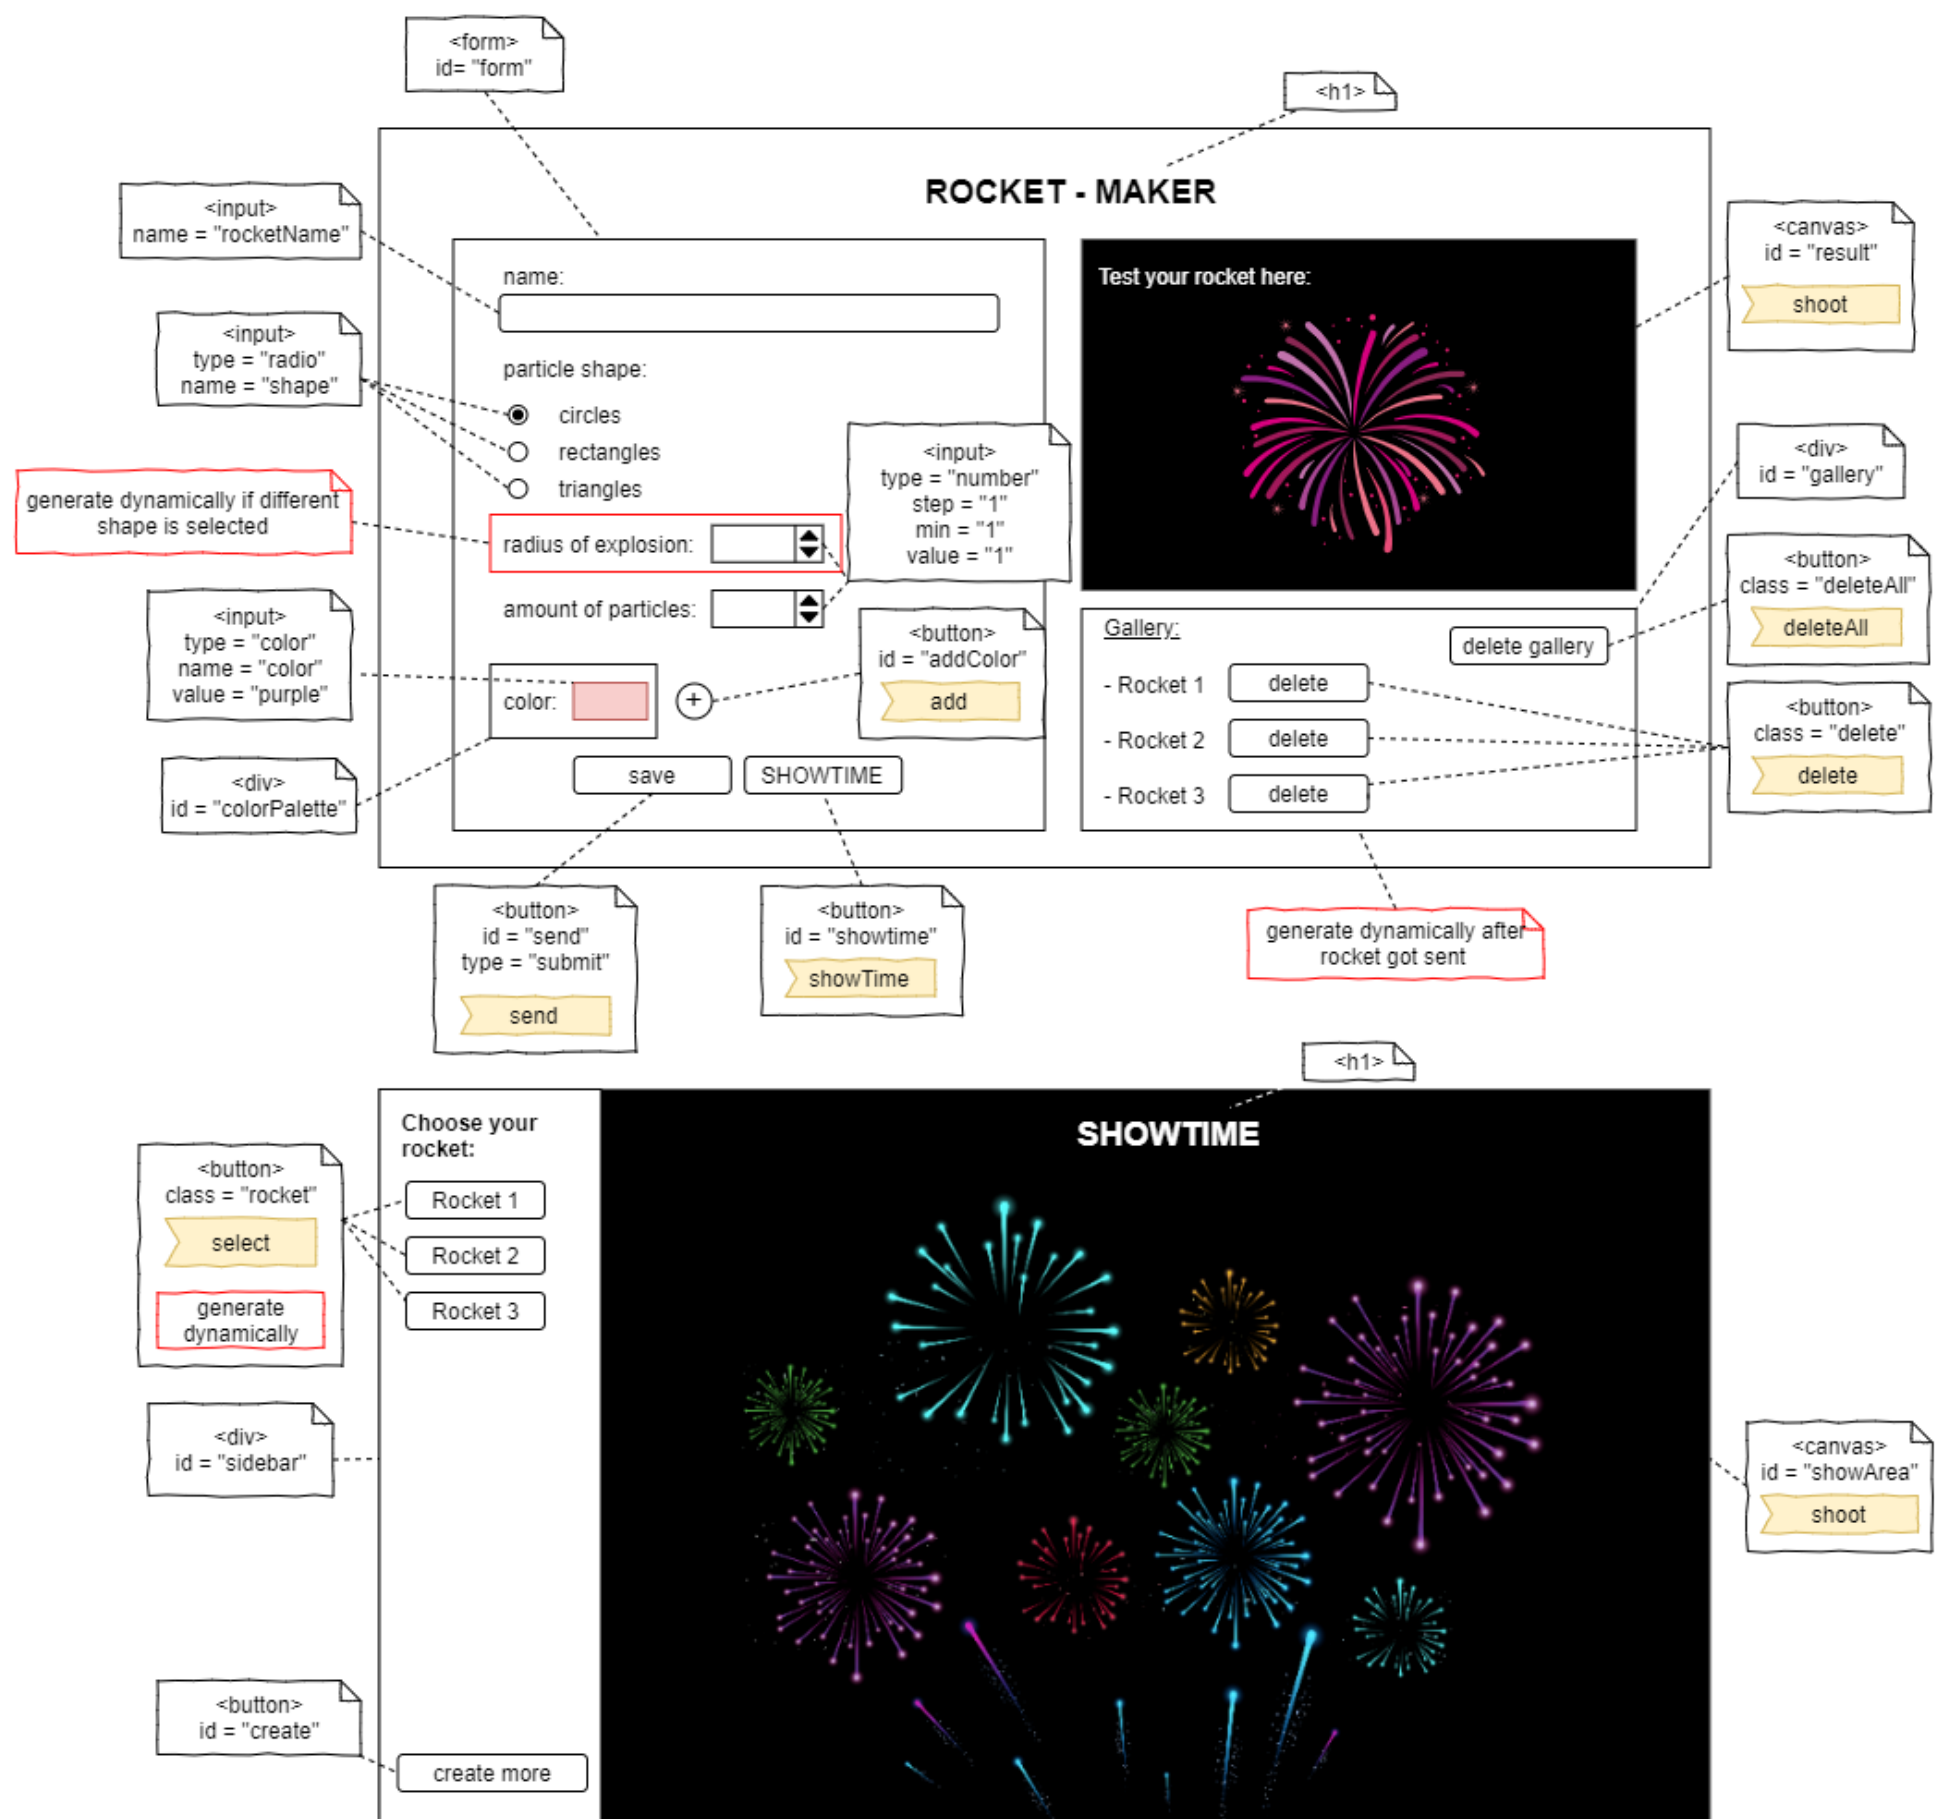 <form>
id= "form"
<h1>
ROCKET - MAKER
<input>
name = "rocketName"
name:
<input>
type = "radio"
name = "shape"
particle shape:
circles
rectangles
triangles
generate dynamically if different
shape is selected
radius of explosion:
<input>
type = "number"
step = "1"
min = "1"
value = "1"
amount of particles:
<input>
type = "color"
name = "color"
value = "purple"
color:
+
<button>
id = "addColor"
add
<div>
id = "colorPalette"
save
SHOWTIME
<button>
id = "send"
type = "submit"
send
<button>
id = "showtime"
showTime
Test your rocket here:
<canvas>
id = "result"
shoot
<div>
id = "gallery"
Gallery:
delete gallery
- Rocket 1
delete
- Rocket 2
delete
- Rocket 3
delete
<button>
class = "deleteAll"
deleteAll
<button>
class = "delete"
delete
generate dynamically after
rocket got sent
<h1>
SHOWTIME
Choose your
rocket:
Rocket 1
Rocket 2
Rocket 3
<button>
class = "rocket"
select
generate
dynamically
<div>
id = "sidebar"
<canvas>
id = "showArea"
shoot
<button>
id = "create"
create more